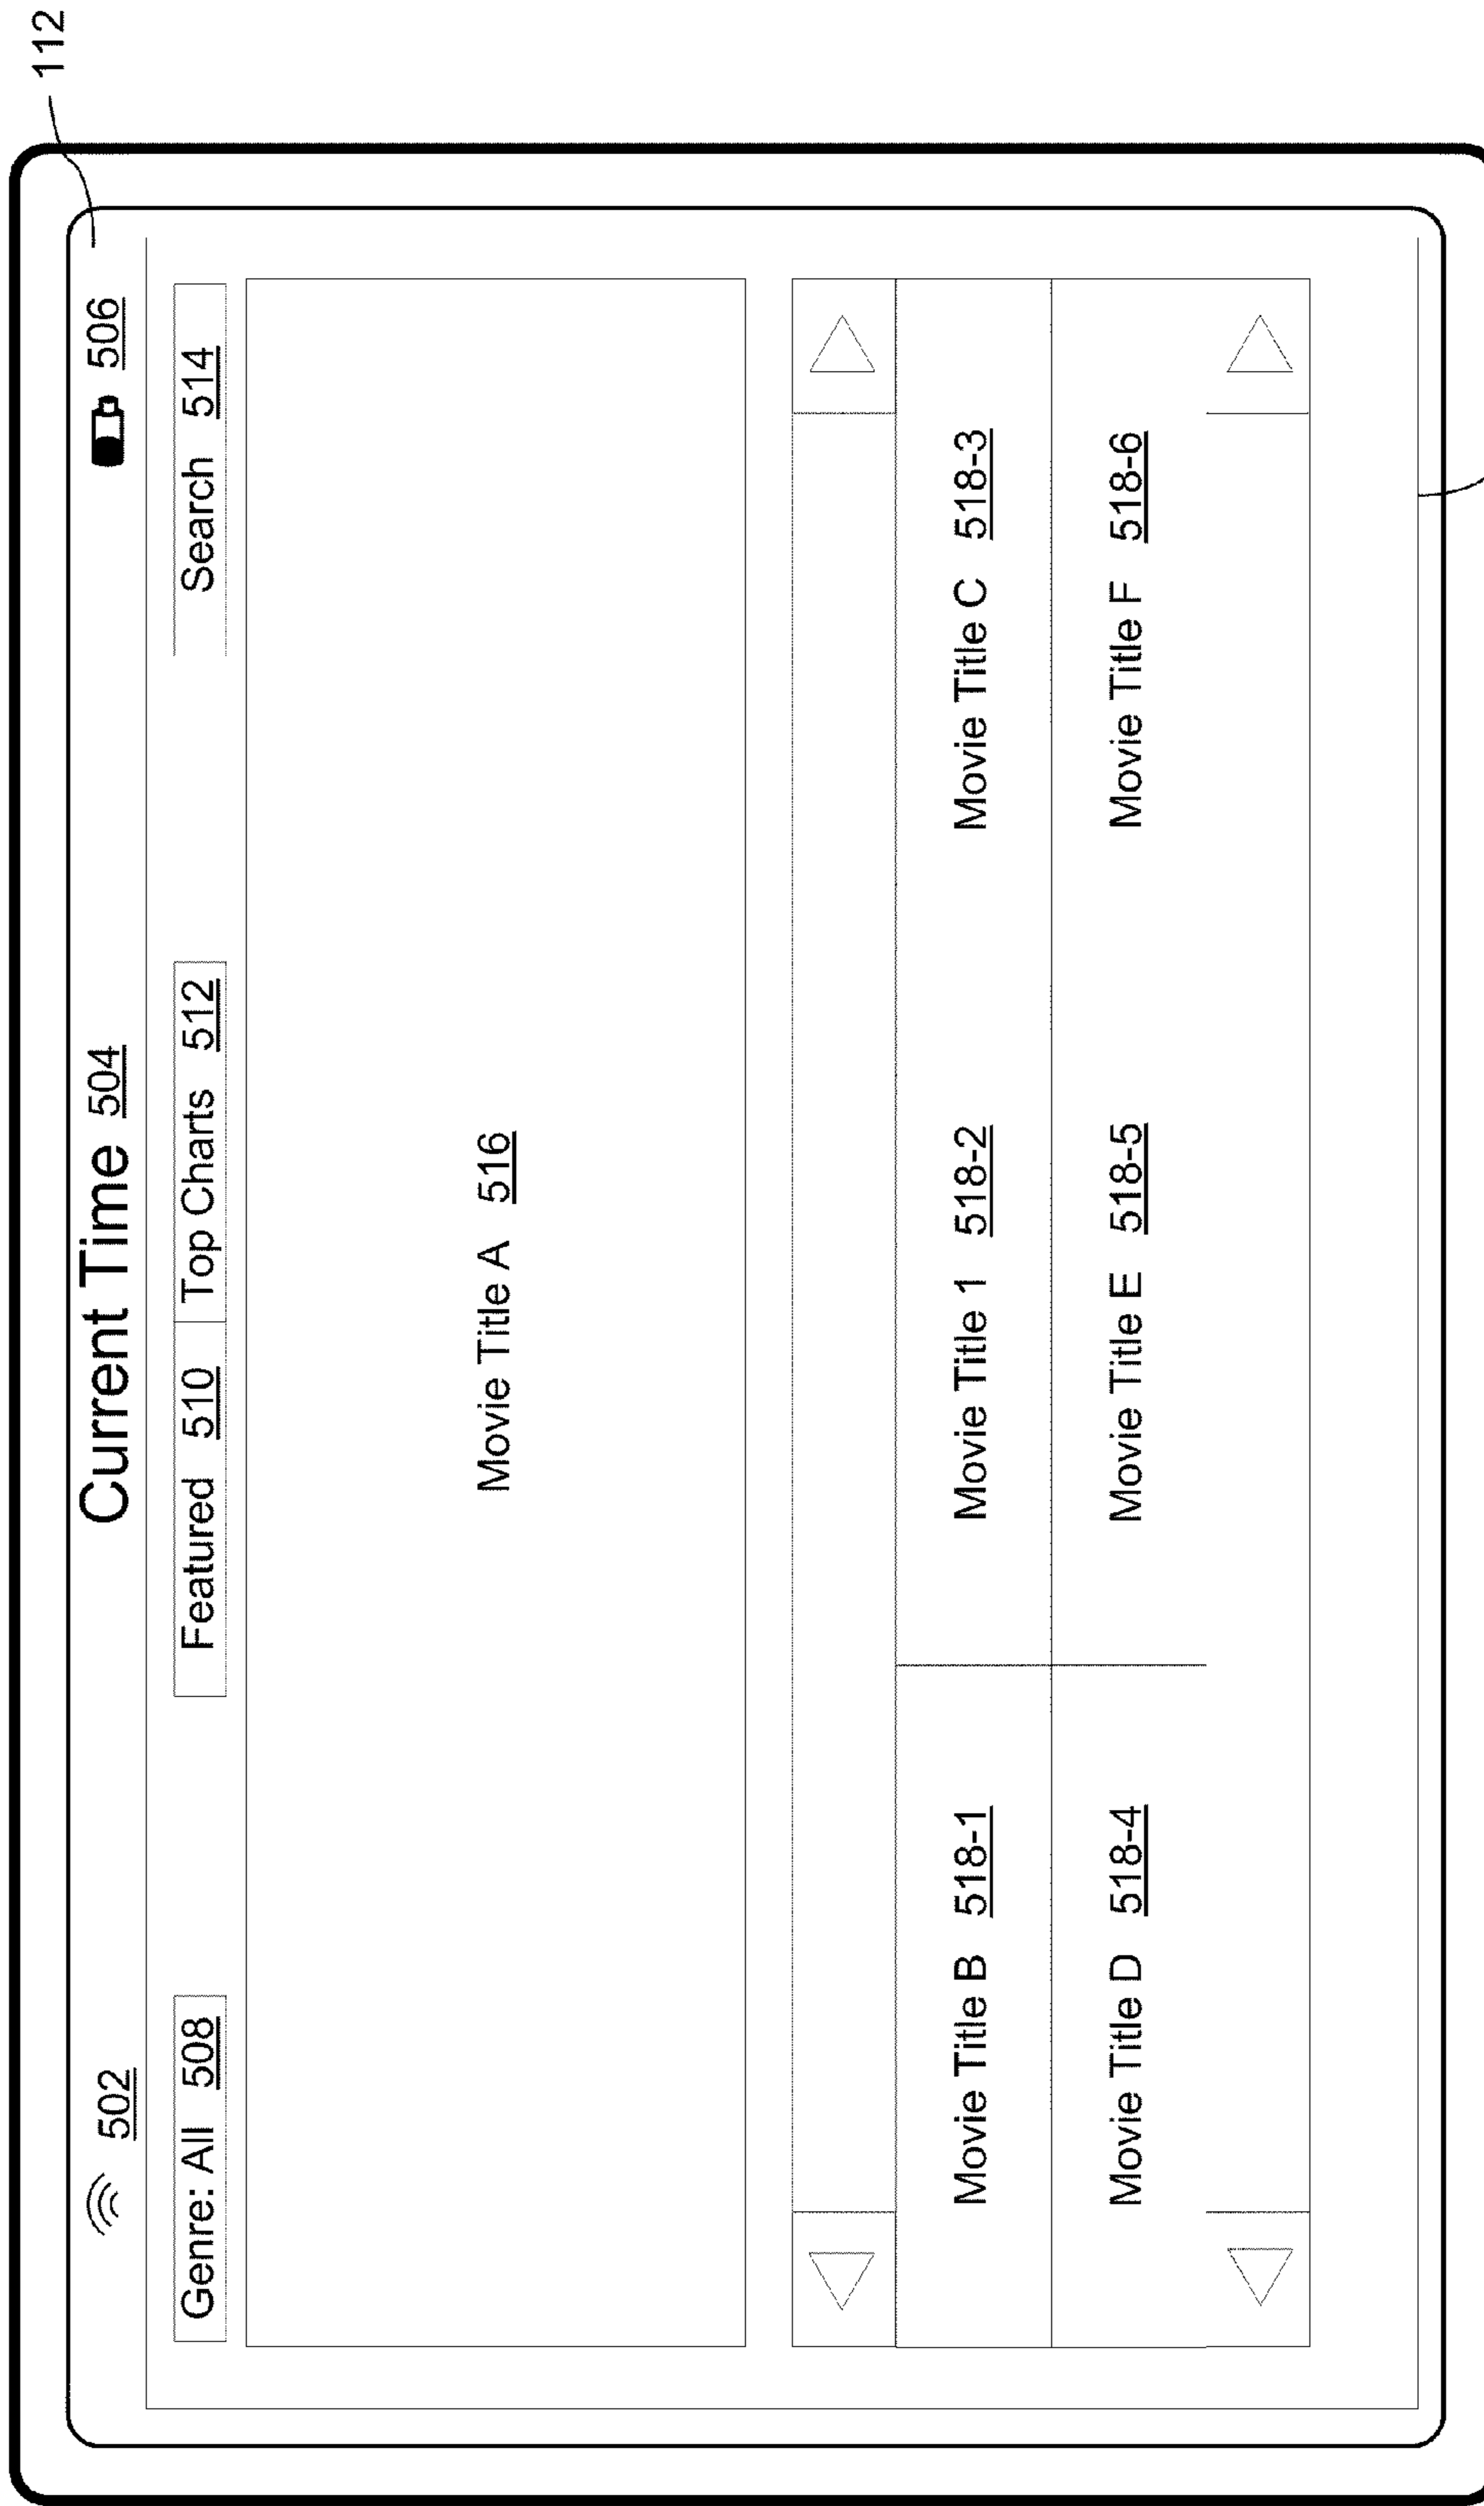 112
502
Current Time 504
506
Genre: All 508
Featured 510
Top Charts 512
Search 514
Movie Title A 516
Movie Title B 518-1
Movie Title 1 518-2
Movie Title C 518-3
Movie Title D 518-4
Movie Title E 518-5
Movie Title F 518-6